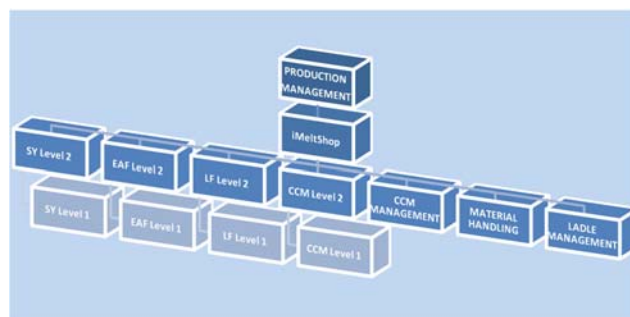 PRODUCTION
MANAGEMENT
iMeltShop
SY Level 2
EAF Level 2
LF Level 2
CCM Level 2
CCM
MANAGEMENT
MATERIAL
HANDLING
LADLE
MANAGEMENT
SY Level 1
EAF Level 1
LF Level 1
CCM Level 1